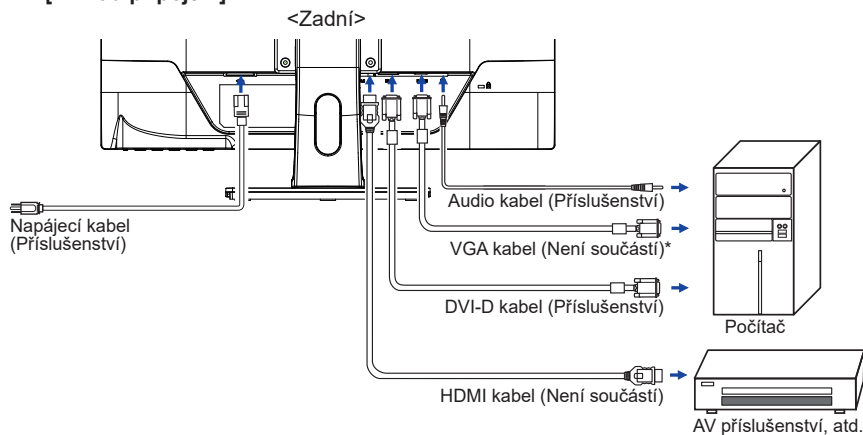 <Zadní>
Audio kabel (Příslušenství)
Napájecí kabel
(Příslušenství)
VGA kabel (Není součástí)*
DVI-D kabel (Příslušenství)
Počítač
HDMI kabel (Není součástí)
AV příslušenství, atd.